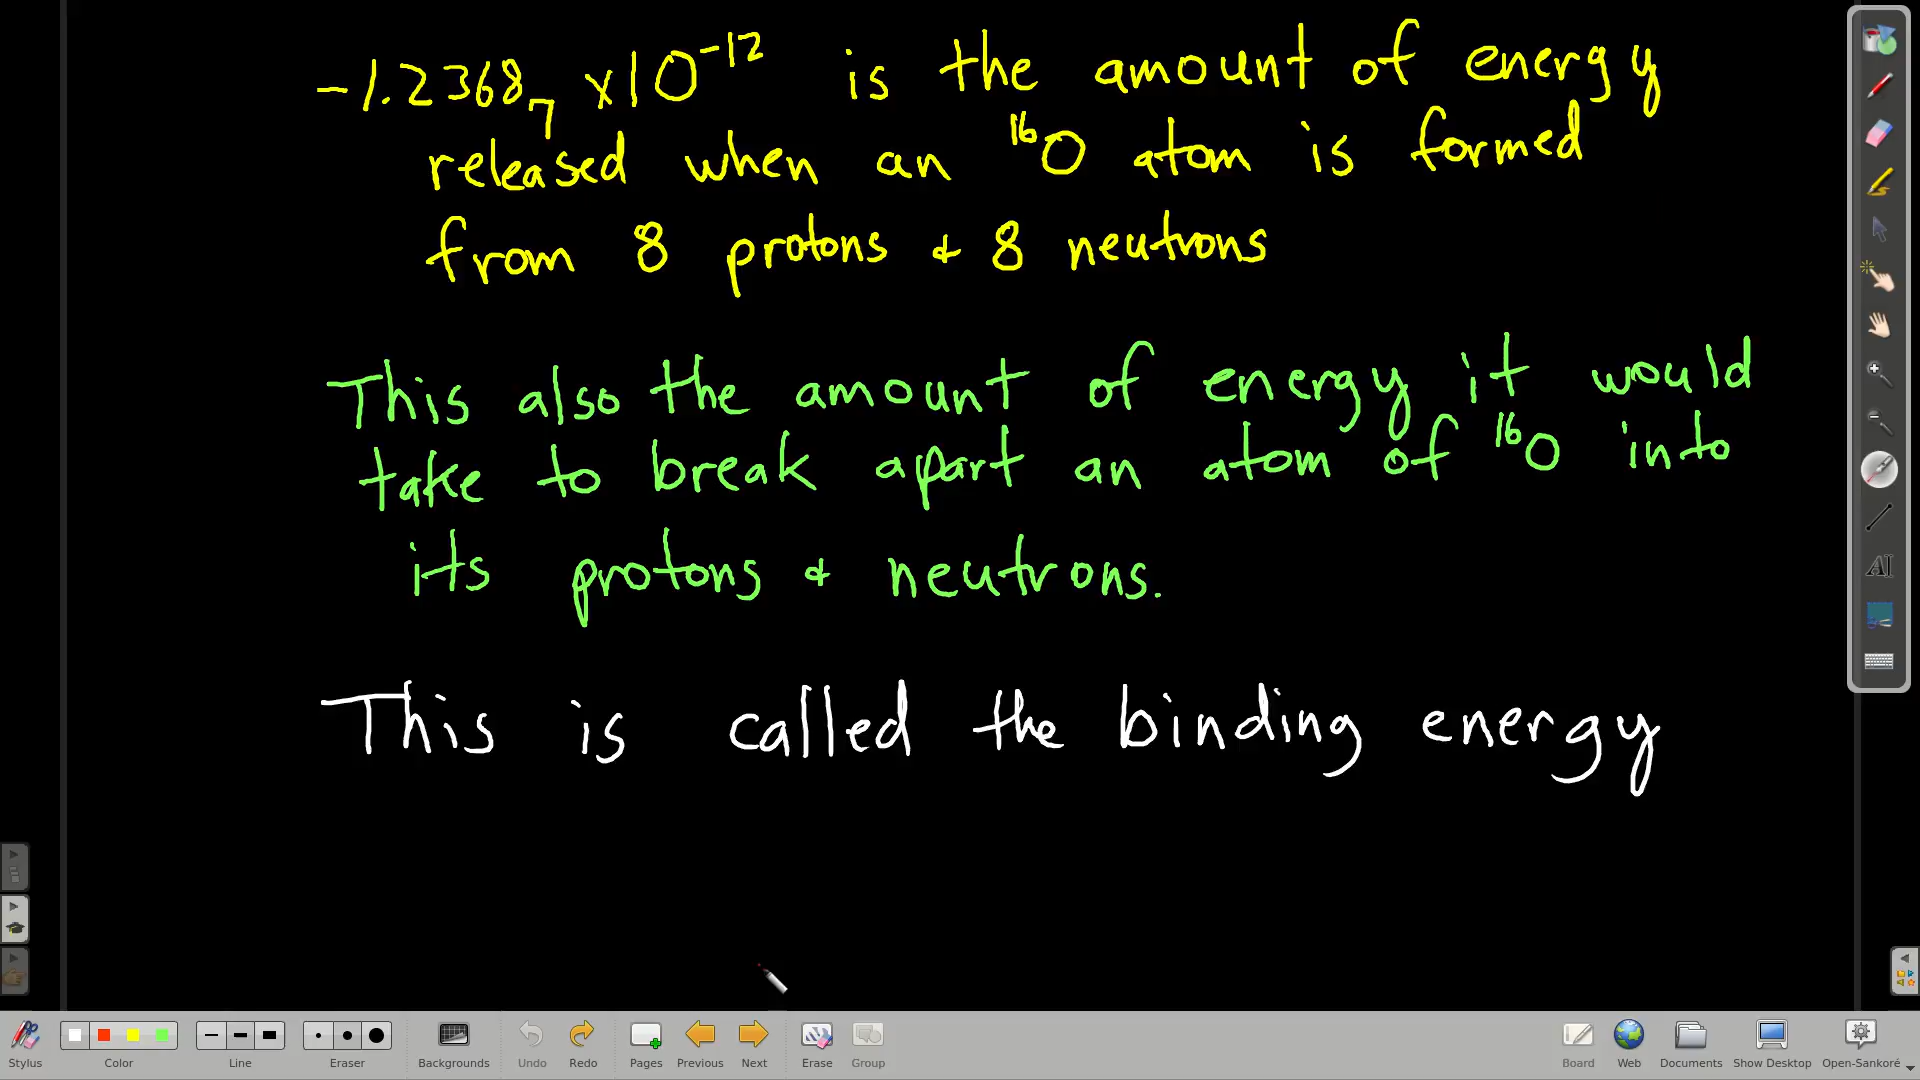 -1.2368₇ x10⁻¹² is the amount of energy
released when an ¹⁶O atom is formed
from 8 protons & 8 neutrons
This also the amount of energy it would
take to break apart an atom of ¹⁶O into
its protons & neutrons.
This is called the binding energy
Stylus Color Line Eraser Backgrounds Undo Redo Pages Previous Next Erase Group Board Web Documents Show Desktop Open-Sankoré